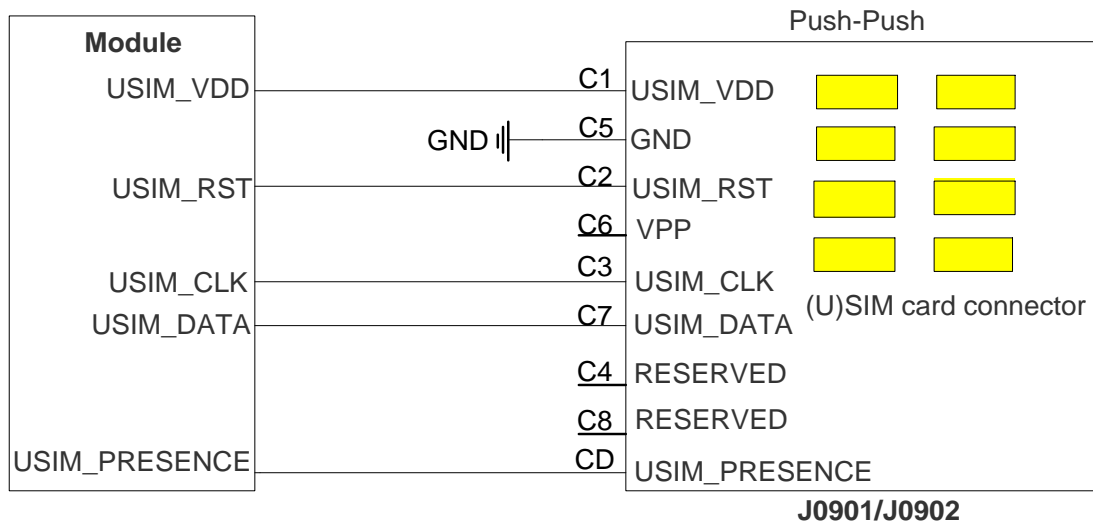 Push-Push
Module
USIM_VDD C1 USIM_VDD
GND C5 GND
USIM_RST C2 USIM_RST
C6 VPP
USIM_CLK C3 USIM_CLK
(U)SIM card connector
USIM_DATA C7 USIM_DATA
C4 RESERVED
C8 RESERVED
USIM_PRESENCE CD USIM_PRESENCE
J0901/J0902